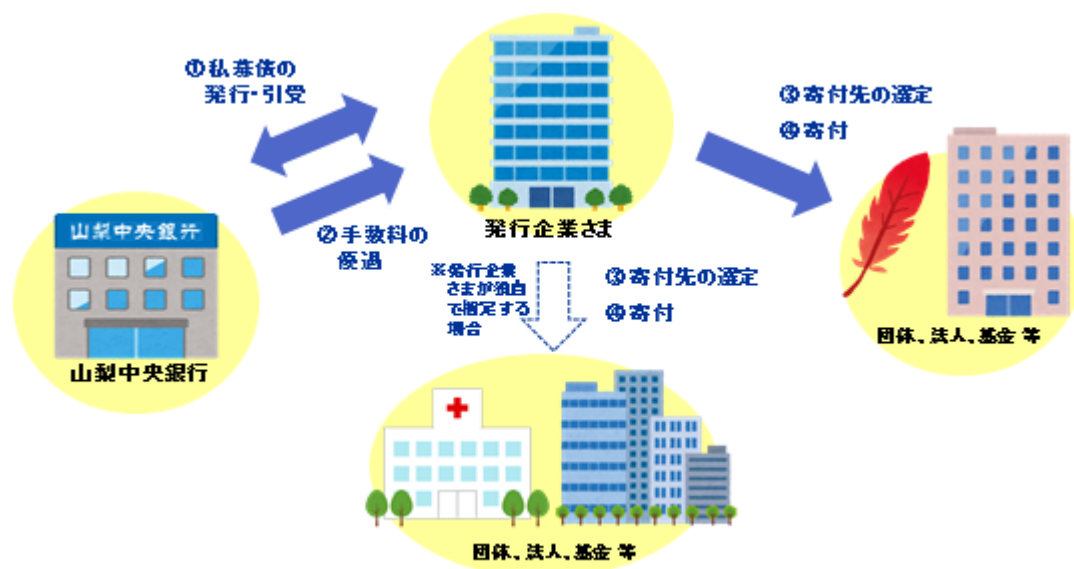 ①私募債の
発行・引受
③寄付先の選定
④寄付
山梨中央銀行
発行企業さま
②手数料の
優遇
※発行企業
さまが独自
で指定する
場合
③寄付先の選定
④寄付
団体、法人、基金 等
山梨中央銀行
団体、法人、基金 等